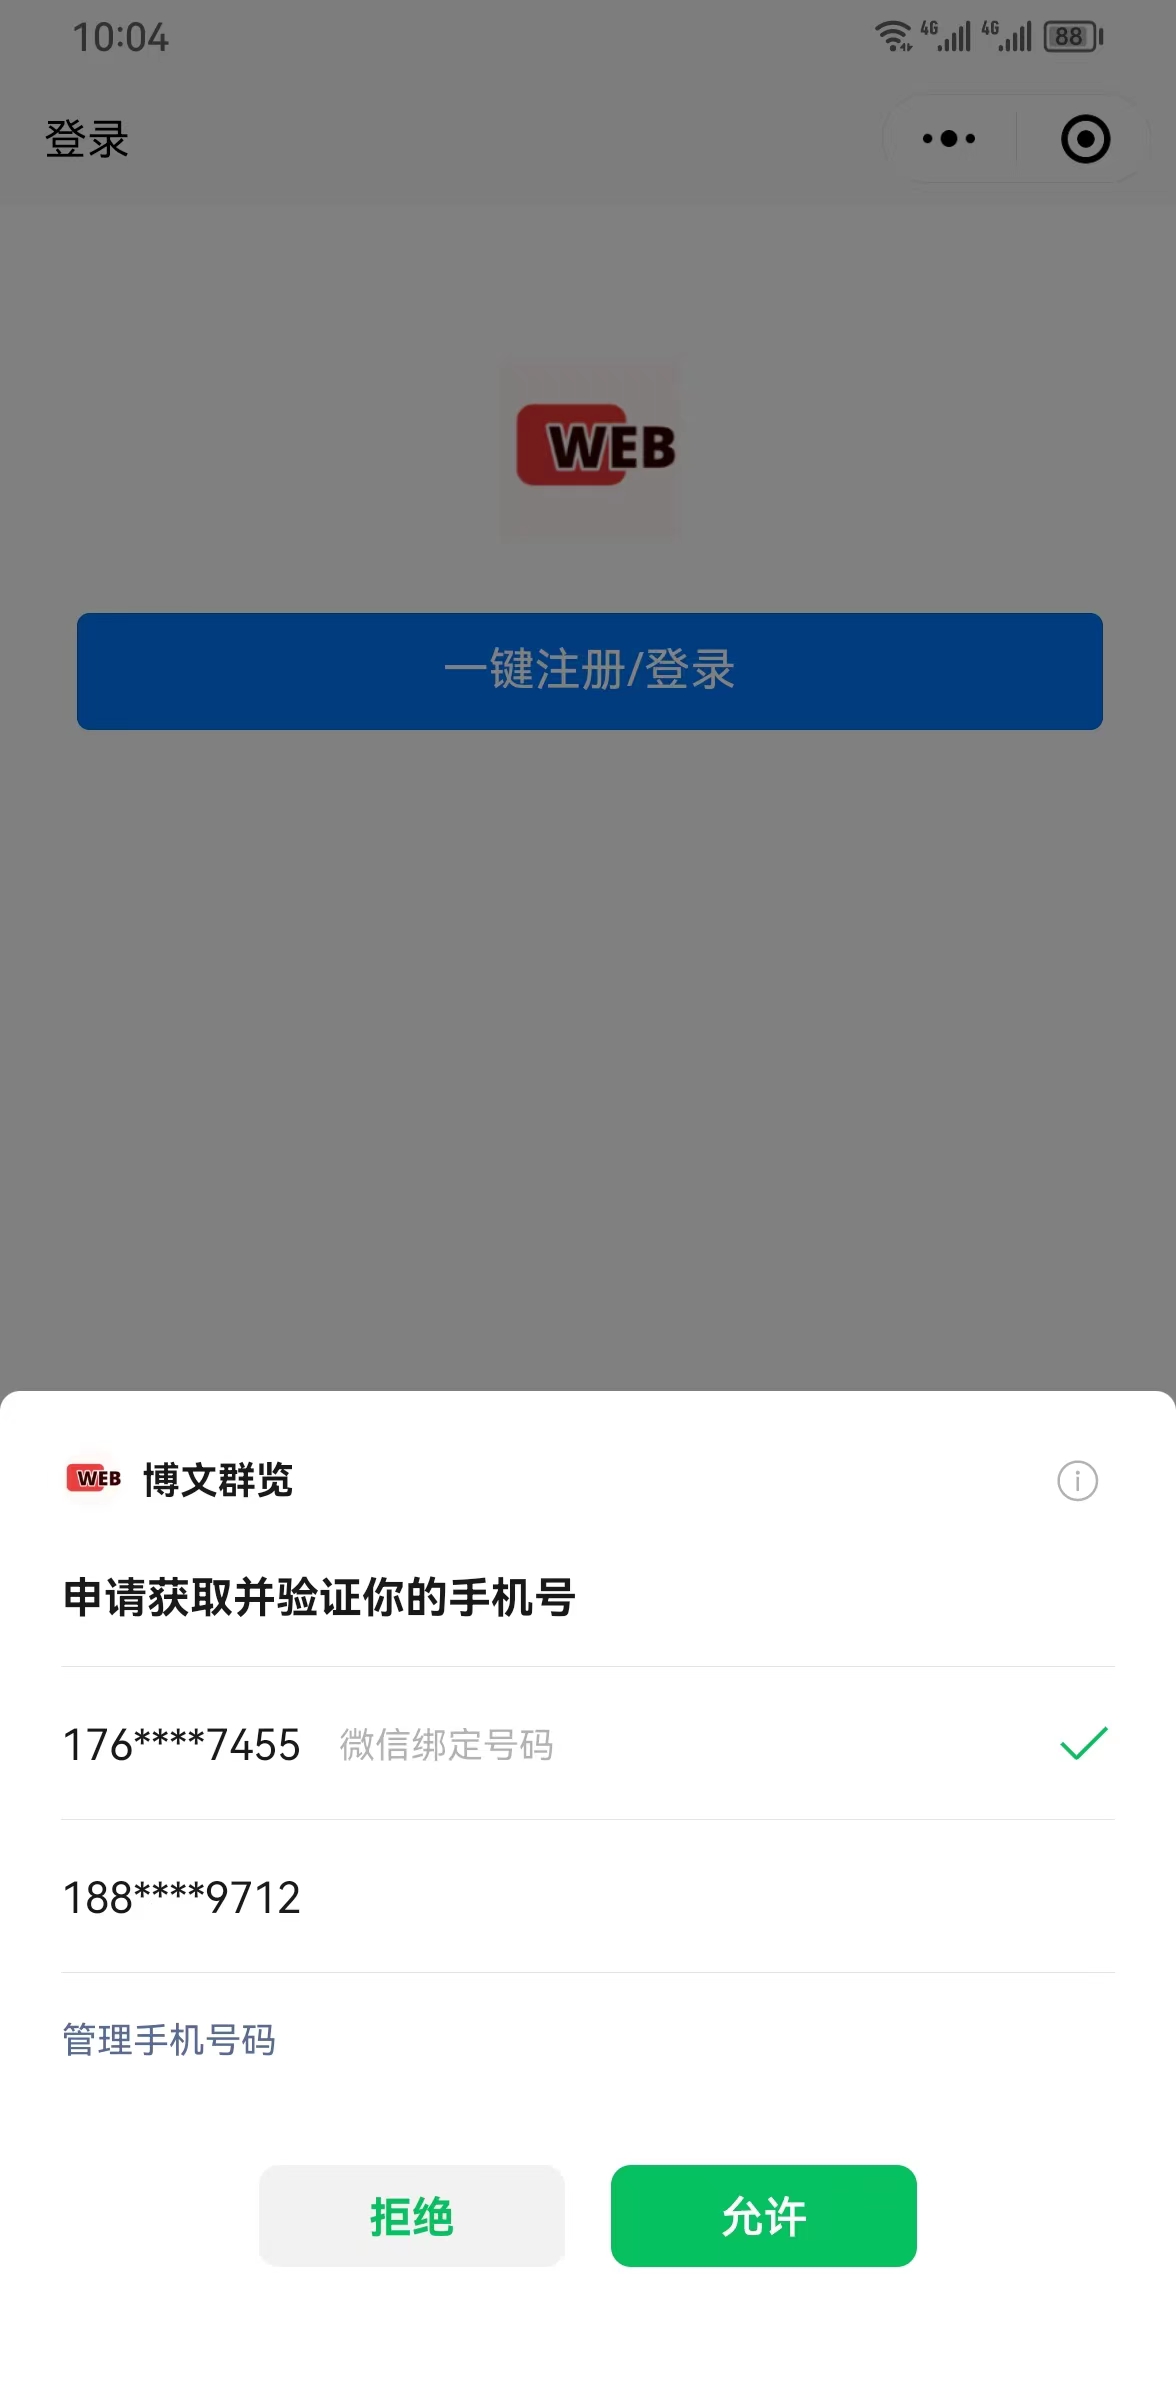 10:04
4G 4G 88
登录
WEB
一键注册/登录
WEB 博文群览
申请获取并验证你的手机号
176****7455 微信绑定号码
188****9712
管理手机号码
拒绝 允许